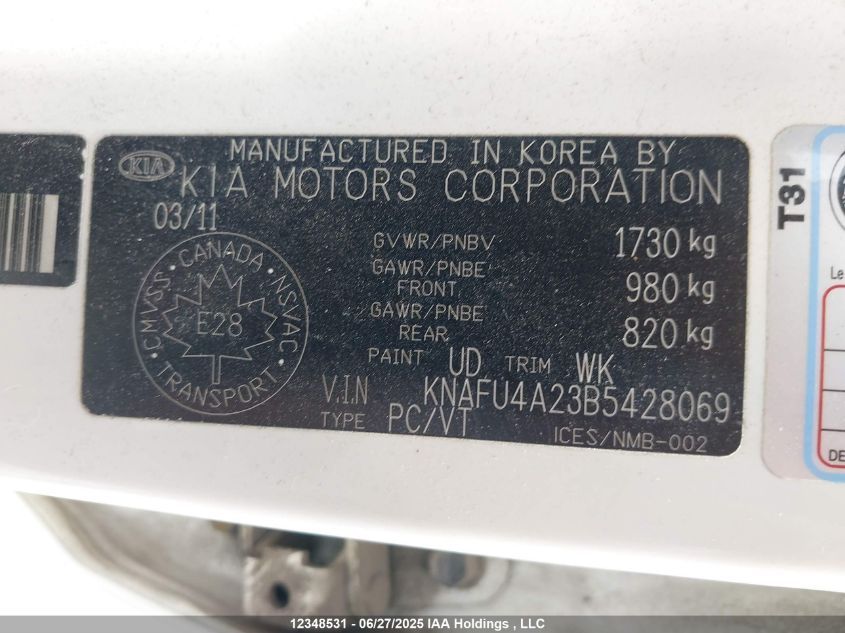 MANUFACTURED IN KOREA BY
KIA KIA MOTORS CORPORATION
03/11
GVWR/PNBV 1730 kg
GAWR/PNBE FRONT 980 kg
GAWR/PNBE REAR 820 kg
CANADA · NSVAC
CMVSS · TRANSPORT
E28
PAINT UD TRIM WK
V.I.N KNAFU4A23B5428069
TYPE PC/VT
ICES/NMB-002
T31
Le
DE
12348531 - 06/27/2025 IAA Holdings , LLC